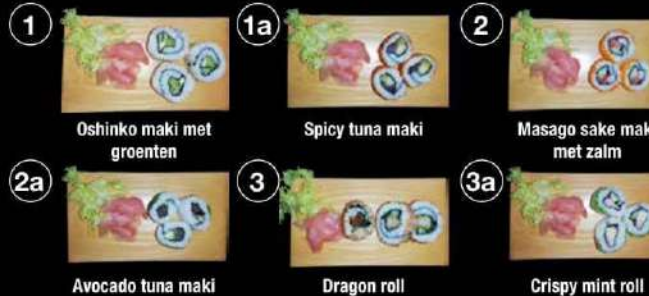 1
Oshinko maki met
groenten
1a
Spicy tuna maki
2
Masago sake mak
met zalm
2a
Avocado tuna maki
3
Dragon roll
3a
Crispy mint roll